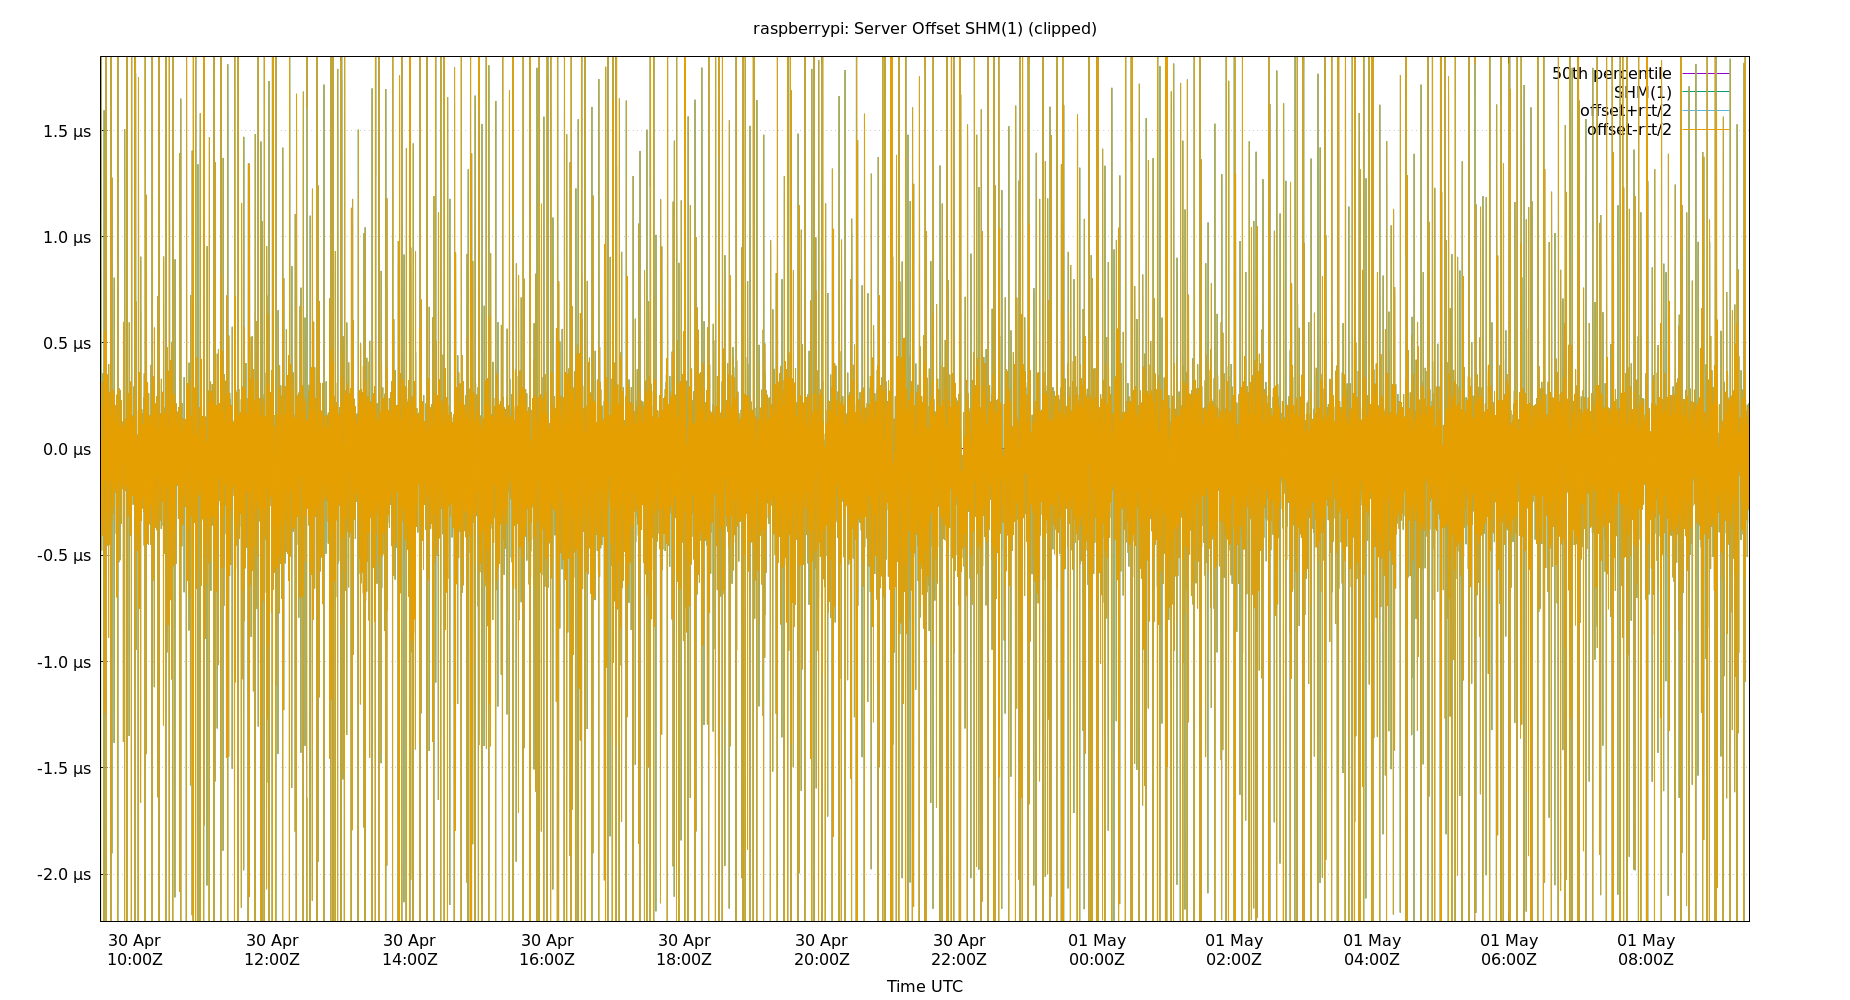 raspberrypi: Server Offset SHM(1) (clipped)
50th percentile
SHM(1)
offset+rtt/2
offset-rtt/2
1.5 µs
1.0 µs
0.5 µs
0.0 µs
-0.5 µs
-1.0 µs
-1.5 µs
-2.0 µs
30 Apr 30 Apr 30 Apr 30 Apr 30 Apr 30 Apr 30 Apr 01 May 01 May 01 May 01 May 01 May
10:00Z 12:00Z 14:00Z 16:00Z 18:00Z 20:00Z 22:00Z 00:00Z 02:00Z 04:00Z 06:00Z 08:00Z
Time UTC